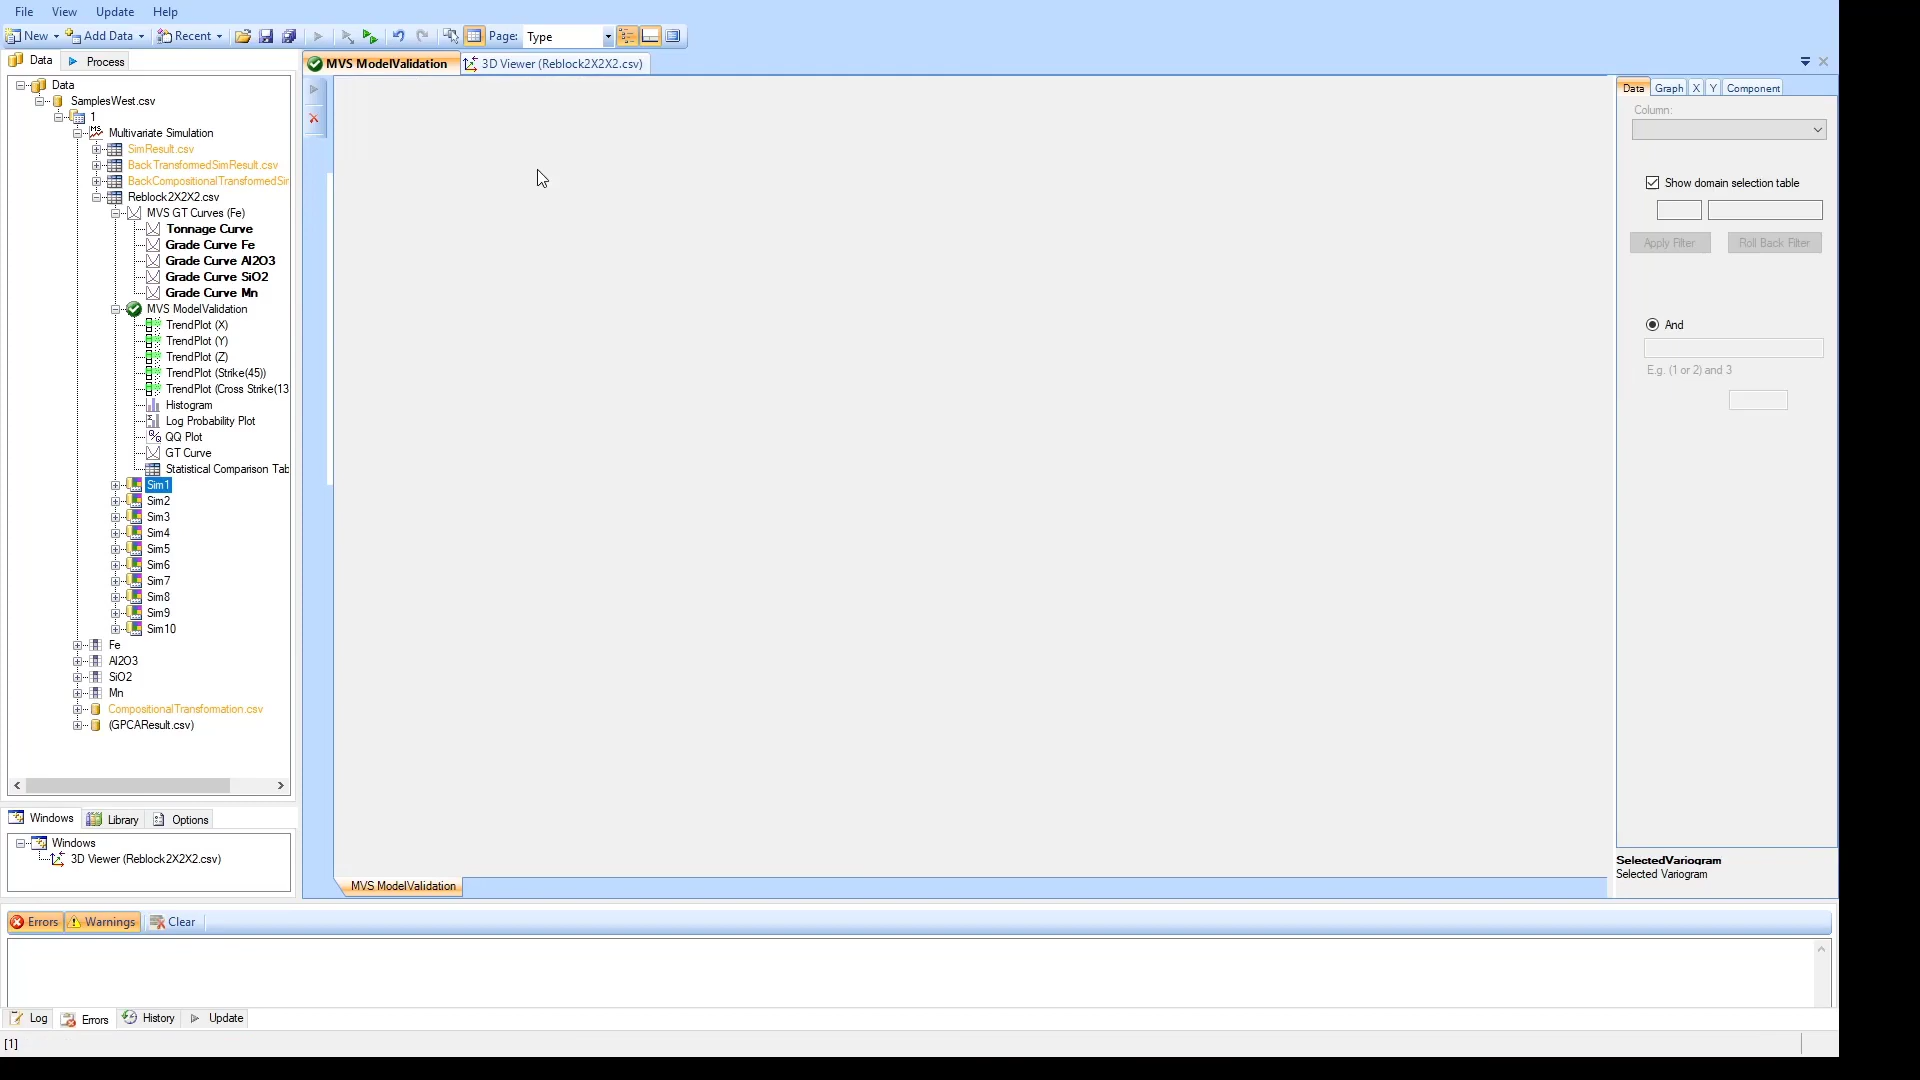 File View Update Help
New Add Data Recent Page: Type
Data Process
MVS ModelValidation 3D Viewer (Reblock2X2X2.csv)
Data
SamplesWest.csv
1
Multivariate Simulation
SimResult.csv
BackTransformedSimResult.csv
BackCompositionalTransformedSir
Reblock2X2X2.csv
MVS GT Curves (Fe)
Tonnage Curve
Grade Curve Fe
Grade Curve Al2O3
Grade Curve SiO2
Grade Curve Mn
MVS ModelValidation
TrendPlot (X)
TrendPlot (Y)
TrendPlot (Z)
TrendPlot (Strike(45))
TrendPlot (Cross Strike(13
Histogram
Log Probability Plot
QQ Plot
GT Curve
Statistical Comparison Tab
Sim1
Sim2
Sim3
Sim4
Sim5
Sim6
Sim7
Sim8
Sim9
Sim10
Fe
Al2O3
SiO2
Mn
CompositionalTransformation.csv
(GPCAResult.csv)
Windows Library Options
Windows
3D Viewer (Reblock2X2X2.csv)
MVS ModelValidation
Data Graph X Y Component
Column:
Show domain selection table
Apply Filter Roll Back Filter
And
E.g. (1 or 2) and 3
SelectedVariogram
Selected Variogram
Errors Warnings Clear
Log Errors History Update
[1]